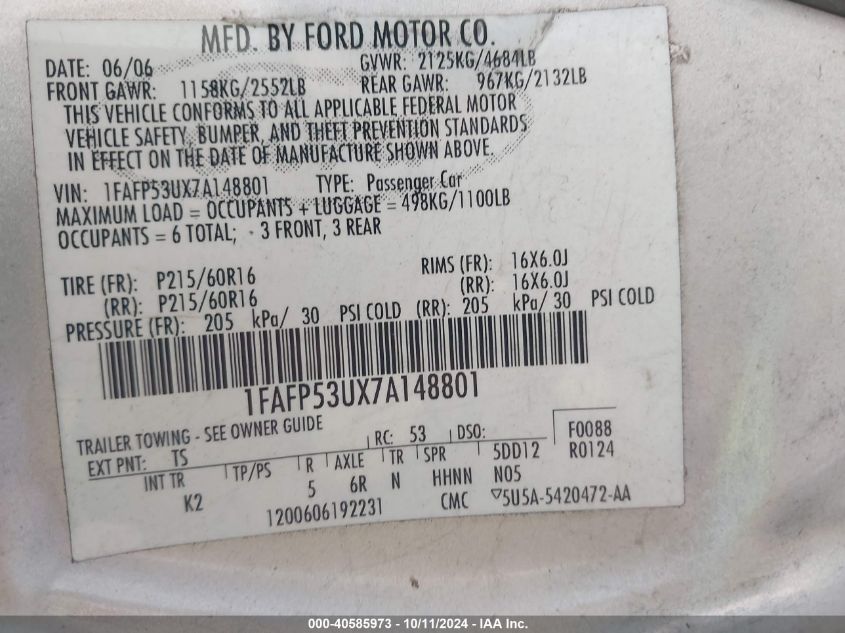 MFD. BY FORD MOTOR CO.
DATE: 06/06 GVWR: 2125KG/4684LB
FRONT GAWR: 1158KG/2552LB REAR GAWR: 967KG/2132LB
THIS VEHICLE CONFORMS TO ALL APPLICABLE FEDERAL MOTOR
VEHICLE SAFETY, BUMPER, AND THEFT PREVENTION STANDARDS
IN EFFECT ON THE DATE OF MANUFACTURE SHOWN ABOVE.
VIN: 1FAFP53UX7A148801 TYPE: Passenger Car
MAXIMUM LOAD = OCCUPANTS + LUGGAGE = 498KG/1100LB
OCCUPANTS = 6 TOTAL; 3 FRONT, 3 REAR
TIRE (FR): P215/60R16 RIMS (FR): 16X6.0J
(RR): P215/60R16 (RR): 16X6.0J
PRESSURE (FR): 205 kPa/ 30 PSI COLD (RR): 205 kPa/ 30 PSI COLD
1FAFP53UX7A148801
TRAILER TOWING - SEE OWNER GUIDE
EXT PNT: TS RC: 53 DSO: F0088
INT TR TP/PS R AXLE TR SPR 5DD12 R0124
K2 5 6R N HHNN N05
1200606192231 CMC ▽5U5A-5420472-AA
000-40585973 - 10/11/2024 - IAA Inc.